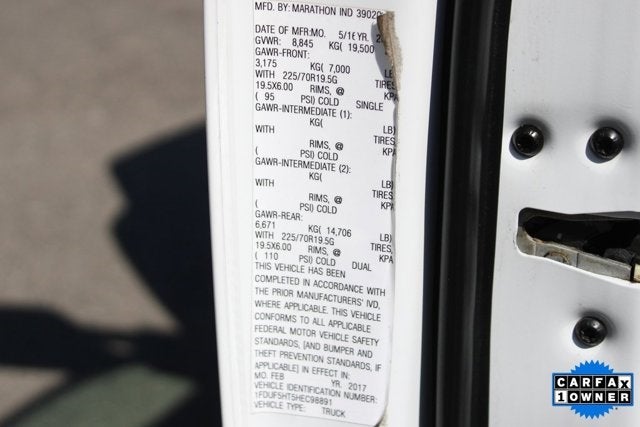 MFD. BY: MARATHON IND 39020
DATE OF MFR:MO. 5/16 YR.
GVWR: 8,845 KG( 19,500
GAWR-FRONT:
3,175 KG( 7,000 LB)
WITH 225/70R19.5G TIRES
19.5X6.00 RIMS, @ KPA
( 95 PSI) COLD SINGLE
GAWR-INTERMEDIATE (1):
KG( LB)
WITH TIRES
RIMS, @ KPA
( PSI) COLD
GAWR-INTERMEDIATE (2):
KG( LB)
WITH TIRES
RIMS, @ KPA
( PSI) COLD
GAWR-REAR:
6,671 KG( 14,706 LB)
WITH 225/70R19.5G TIRES,
19.5X6.00 RIMS, @ KPA
( 110 PSI) COLD DUAL
THIS VEHICLE HAS BEEN
COMPLETED IN ACCORDANCE WITH
THE PRIOR MANUFACTURERS' IVD,
WHERE APPLICABLE. THIS VEHICLE
CONFORMS TO ALL APPLICABLE
FEDERAL MOTOR VEHICLE SAFETY
STANDARDS, [AND BUMPER AND
THEFT PREVENTION STANDARDS, IF
APPLICABLE] IN EFFECT IN:
MO. FEB YR. 2017
VEHICLE IDENTIFICATION NUMBER:
1FDUF5HT5HEC98891
VEHICLE TYPE: TRUCK
CARFAX
1 OWNER